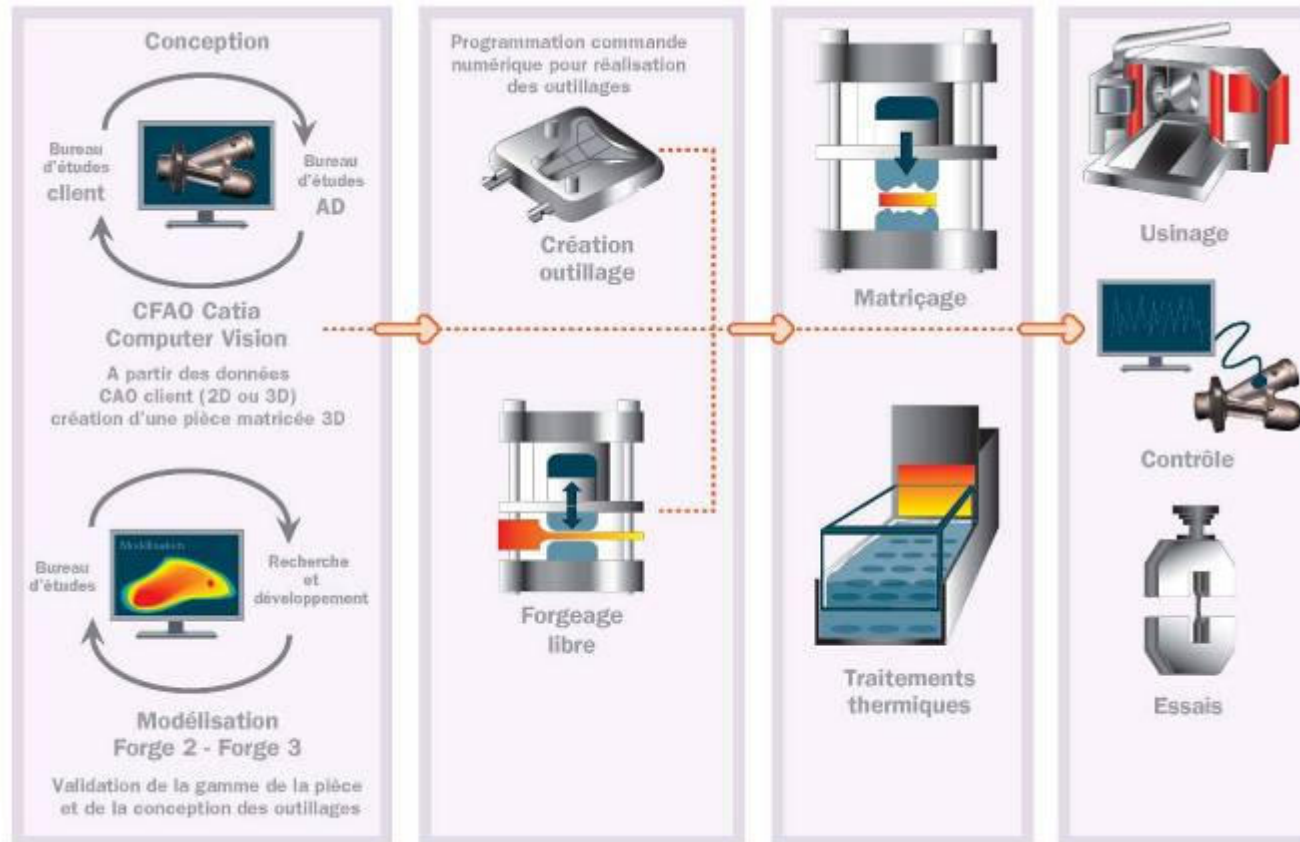 Conception
Bureau
d'études
client
Bureau
d'études
AD
CFAO Catia
Computer Vision
A partir des données
CAO client (2D ou 3D)
création d'une pièce matricée 3D
Modélisation
Bureau
d'études
Recherche
et
développement
Modélisation
Forge 2 - Forge 3
Validation de la gamme de la pièce
et de la conception des outillages
Programmation commande
numérique pour réalisation
des outillages
Création
outillage
Forgeage
libre
Matriçage
Traitements
thermiques
Usinage
Contrôle
Essais